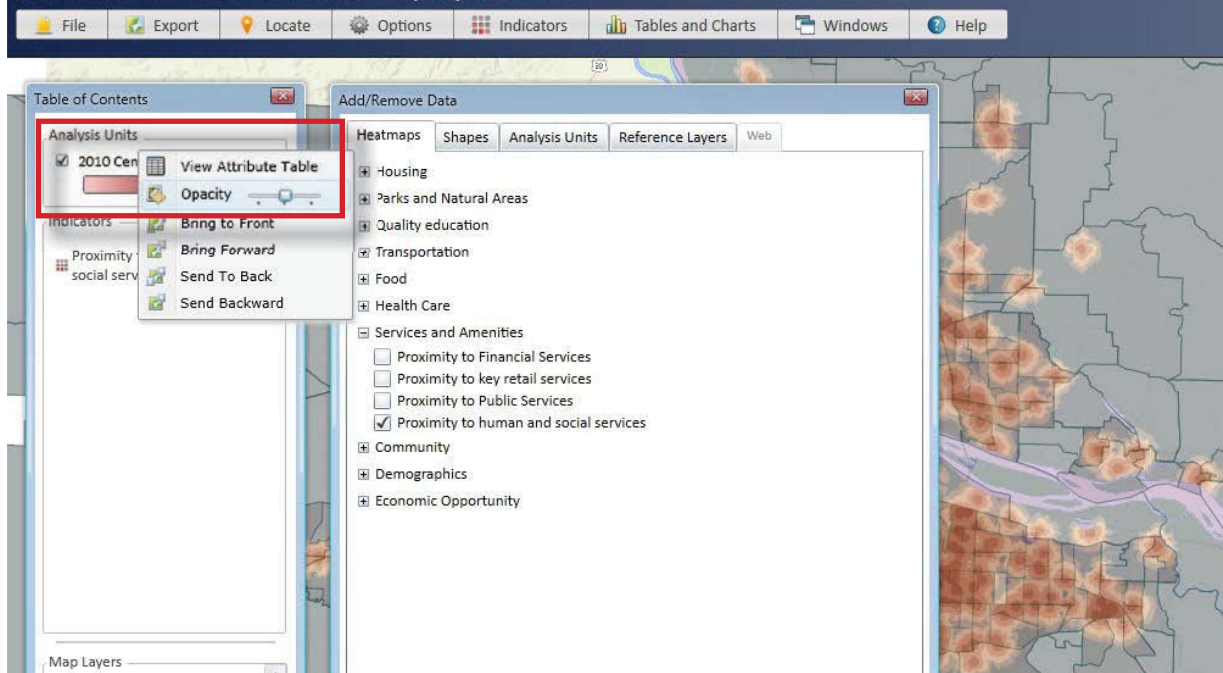 File Export Locate Options Indicators Tables and Charts Windows Help
30
Table of Contents
Analysis Units
2010 Cen
View Attribute Table
Opacity
Bring to Front
Bring Forward
Send To Back
Send Backward
Indicators
Proximity
social serv
Add/Remove Data
Heatmaps Shapes Analysis Units Reference Layers Web
Housing
Parks and Natural Areas
Quality education
Transportation
Food
Health Care
Services and Amenities
Proximity to Financial Services
Proximity to key retail services
Proximity to Public Services
Proximity to human and social services
Community
Demographics
Economic Opportunity
Map Layers